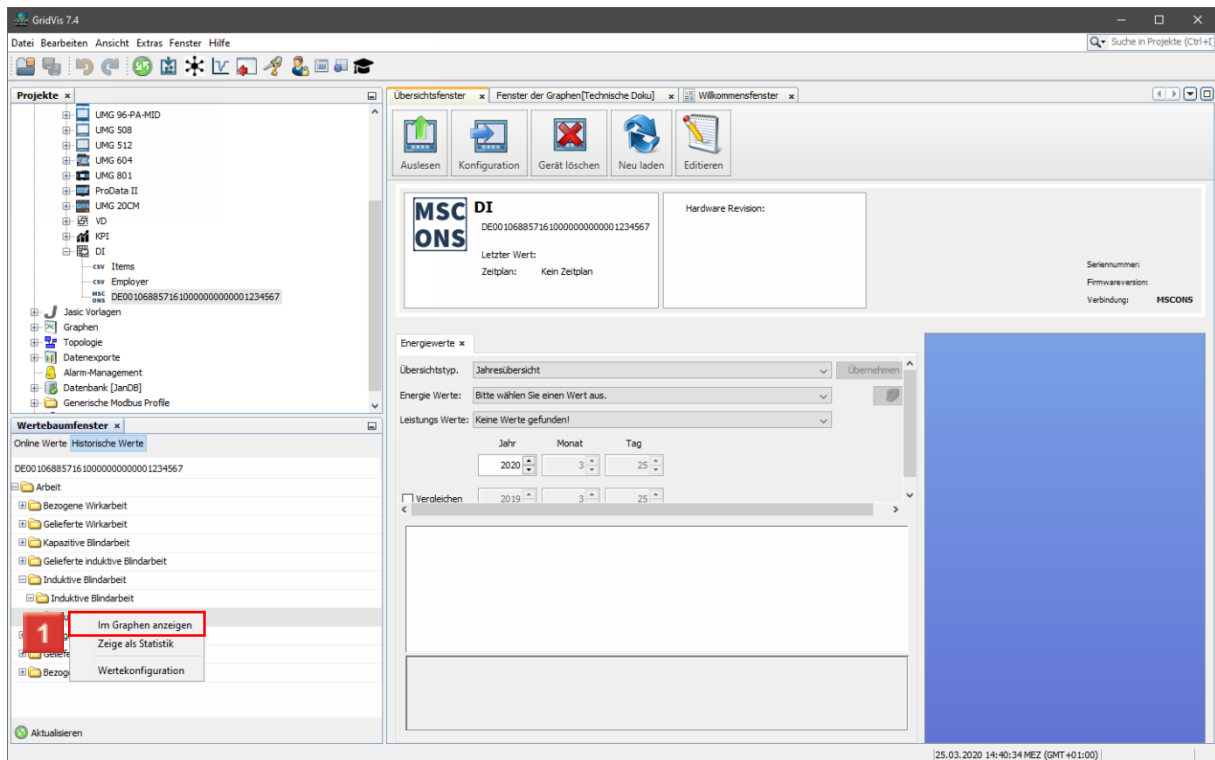 GridVis 7.4
Datei Bearbeiten Ansicht Extras Fenster Hilfe
Suche in Projekte (Ctrl+I)
Projekte
UMG 96-PA-MID
UMG 508
UMG 512
UMG 604
UMG 801
ProData II
UMG 20CM
VD
KPI
DI
csv Items
csv Employer
MSC ONS DE0010688571610000000000001234567
Jasic Vorlagen
Graphen
Topologie
Datenexporte
Alarm-Management
Datenbank [JanDB]
Generische Modbus Profile
Wertebaumfenster
Online Werte Historische Werte
DE0010688571610000000000001234567
Arbeit
Bezogene Wirkarbeit
Gelieferte Wirkarbeit
Kapazitive Blindarbeit
Gelieferte induktive Blindarbeit
Induktive Blindarbeit
Induktive Blindarbeit
1
Im Graphen anzeigen
Zeige als Statistik
Wertekonfiguration
Aktualisieren
Übersichtsfenster
Fenster der Graphen[Technische Doku]
Willkommensfenster
Auslesen
Konfiguration
Gerät löschen
Neu laden
Editieren
MSC
ONS
DI
DE0010688571610000000000001234567
Letzter Wert:
Zeitplan: Kein Zeitplan
Hardware Revision:
Seriennummer:
Firmwareversion:
Verbindung: MSCONS
Energiewerte
Übersichtstyp. Jahresübersicht Übernehmen
Energie Werte: Bitte wählen Sie einen Wert aus.
Leistungs Werte: Keine Werte gefunden!
Jahr Monat Tag
2020 3 25
Vergleichen 2019 3 25
25.03.2020 14:40:34 MEZ (GMT+01:00)